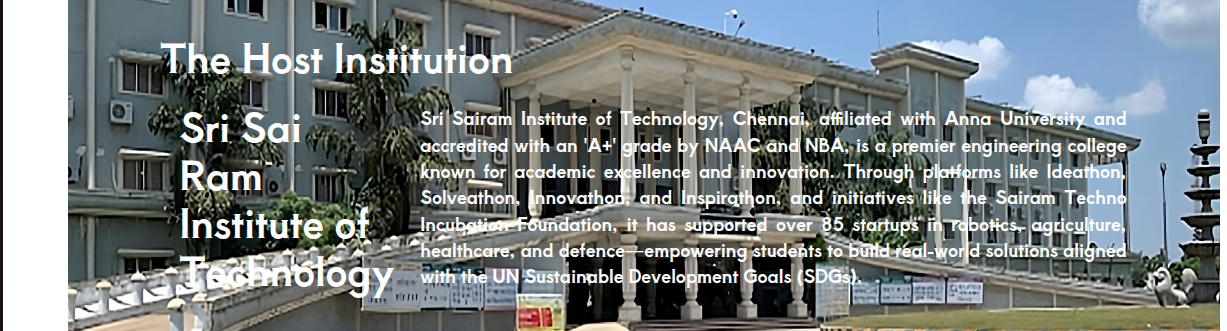 The Host Institution
Sri Sai
Ram
Institute of
Technology
Sri Sairam Institute of Technology, Chennai, affiliated with Anna University and
accredited with an 'A+' grade by NAAC and NBA, is a premier engineering college
known for academic excellence and innovation. Through platforms like Ideathon,
Solveathon, Innovathon, and Inspirathon, and initiatives like the Sairam Techno
Incubation Foundation, it has supported over 85 startups in robotics, agriculture,
healthcare, and defence—empowering students to build real-world solutions aligned
with the UN Sustainable Development Goals (SDGs).